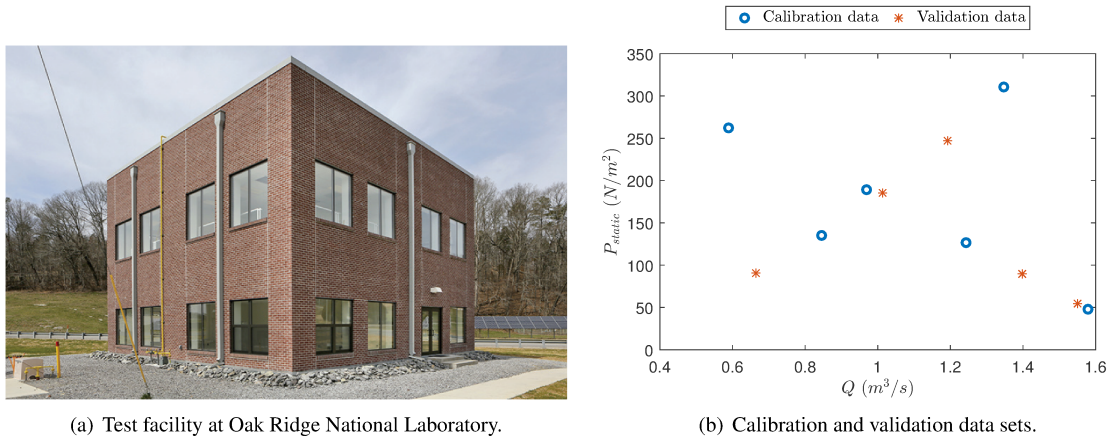 Calibration data
Validation data
350
300
250
200
150
100
50
0
P_static (N/m²)
0.4
0.6
0.8
1
1.2
1.4
1.6
Q (m³/s)
(a) Test facility at Oak Ridge National Laboratory.
(b) Calibration and validation data sets.